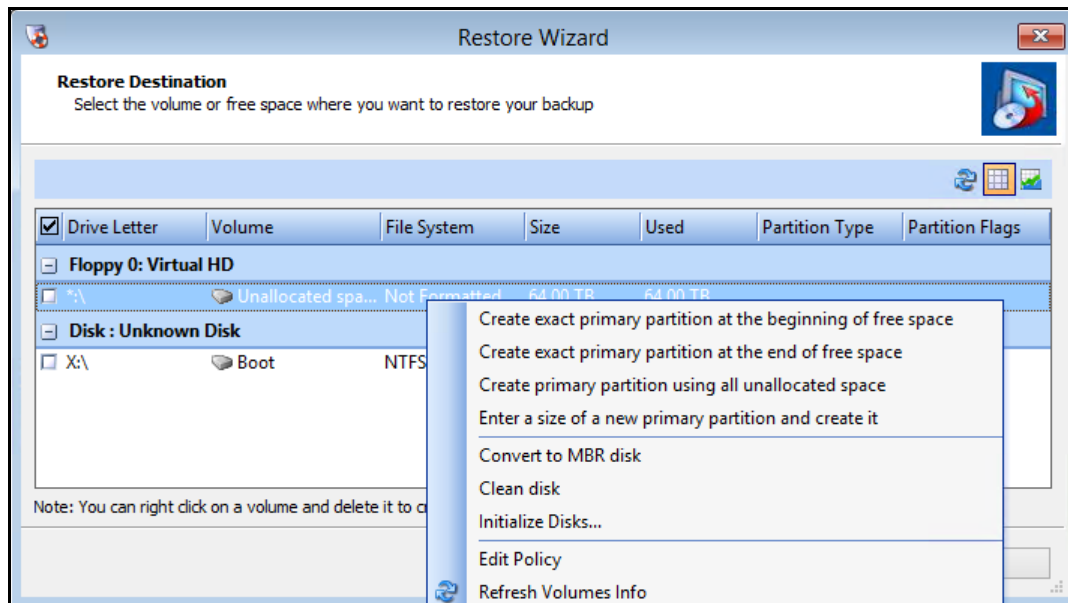 Restore Wizard
Restore Destination
Select the volume or free space where you want to restore your backup
Drive Letter Volume File System Size Used Partition Type Partition Flags
Floppy 0: Virtual HD
*:\ Unallocated spa... Not Formatted 64.00 TB 64.00 TB
Disk : Unknown Disk
X:\ Boot NTFS
Note: You can right click on a volume and delete it to
Create exact primary partition at the beginning of free space
Create exact primary partition at the end of free space
Create primary partition using all unallocated space
Enter a size of a new primary partition and create it
Convert to MBR disk
Clean disk
Initialize Disks...
Edit Policy
Refresh Volumes Info